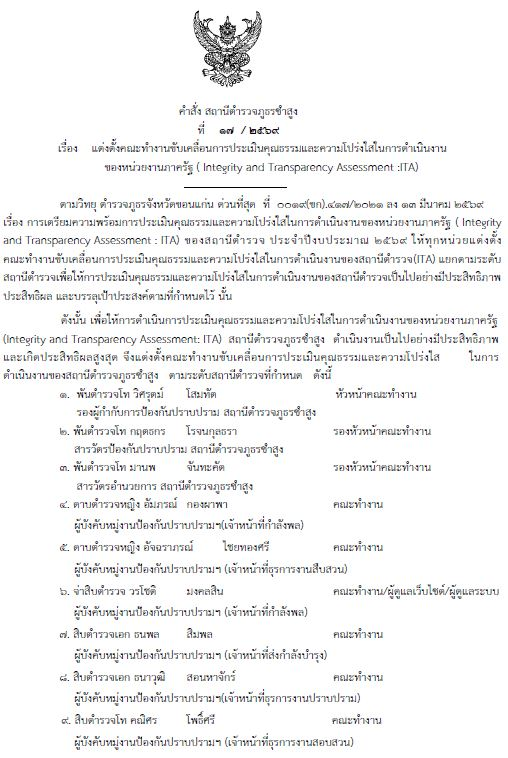 คำสั่ง สถานีตำรวจภูธรชำสูง
ที่ ๑๗ / ๒๕๖๙
เรื่อง แต่งตั้งคณะทำงานขับเคลื่อนการประเมินคุณธรรมและความโปร่งใสในการดำเนินงาน
ของหน่วยงานภาครัฐ ( Integrity and Transparency Assessment :ITA)
ตามวิทยุ ตำรวจภูธรจังหวัดขอนแก่น ด่วนที่สุด ที่ ๐๐๑๙(ขก).๔๑๗/๒๐๒๑ ลง ๑๓ มีนาคม ๒๕๖๙
เรื่อง การเตรียมความพร้อมการประเมินคุณธรรมและความโปร่งใสในการดำเนินงานของหน่วยงานภาครัฐ ( Integrity
and Transparency Assessment : ITA) ของสถานีตำรวจ ประจำปีงบประมาณ ๒๕๖๙ ให้ทุกหน่วยแต่งตั้ง
คณะทำงานขับเคลื่อนการประเมินคุณธรรมและความโปร่งใสในการดำเนินงานของสถานีตำรวจ(ITA) แยกตามระดับ
สถานีตำรวจเพื่อให้การประเมินคุณธรรมและความโปร่งใสในการดำเนินงานของสถานีตำรวจเป็นไปอย่างมีประสิทธิภาพ
ประสิทธิผล และบรรลุเป้าประสงค์ตามที่กำหนดไว้ นั้น
ดังนั้น เพื่อให้การดำเนินการประเมินคุณธรรมและความโปร่งใสในการดำเนินงานของหน่วยงานภาครัฐ
(Integrity and Transparency Assessment: ITA) สถานีตำรวจภูธรชำสูง ดำเนินงานเป็นไปอย่างมีประสิทธิภาพ
และเกิดประสิทธิผลสูงสุด จึงแต่งตั้งคณะทำงานขับเคลื่อนการประเมินคุณธรรมและความโปร่งใส ในการ
ดำเนินงานของสถานีตำรวจภูธรชำสูง ตามระดับสถานีตำรวจที่กำหนด ดังนี้
๑. พันตำรวจโท วิศรุตม์ โสมทัต หัวหน้าคณะทำงาน
รองผู้กำกับการป้องกันปราบปราม สถานีตำรวจภูธรชำสูง
๒. พันตำรวจโท กฤตธกร โรจนกุลธรา รองหัวหน้าคณะทำงาน
สารวัตรป้องกันปราบปราม สถานีตำรวจภูธรชำสูง
๓. พันตำรวจโท มานพ จันทะคัต รองหัวหน้าคณะทำงาน
สารวัตรอำนวยการ สถานีตำรวจภูธรชำสูง
๔. ดาบตำรวจหญิง อัมภรณ์ กองผาพา คณะทำงาน
ผู้บังคับหมู่งานป้องกันปราบปรามฯ(เจ้าหน้าที่กำลังพล)
๕. ดาบตำรวจหญิง อัจฉราภรณ์ ไชยทองศรี คณะทำงาน
ผู้บังคับหมู่งานป้องกันปราบปรามฯ (เจ้าหน้าที่ธุรการงานสืบสวน)
๖. จ่าสิบตำรวจ วรโชติ มงคลสิน คณะทำงาน/ผู้ดูแลเว็บไซต์/ผู้ดูแลระบบ
ผู้บังคับหมู่งานป้องกันปราบปรามฯ (เจ้าหน้าที่กำลังพล)
๗. สิบตำรวจเอก ธนพล สิมพล คณะทำงาน
ผู้บังคับหมู่งานป้องกันปราบปรามฯ (เจ้าหน้าที่ส่งกำลังบำรุง)
๘. สิบตำรวจเอก ธนาวุฒิ สอนหาจักร์ คณะทำงาน
ผู้บังคับหมู่งานป้องกันปราบปรามฯ(เจ้าหน้าที่ธุรการงานปราบปราม)
๙. สิบตำรวจโท คณิศร โพธิ์ศรี คณะทำงาน
ผู้บังคับหมู่งานป้องกันปราบปรามฯ (เจ้าหน้าที่ธุรการงานสอบสวน)